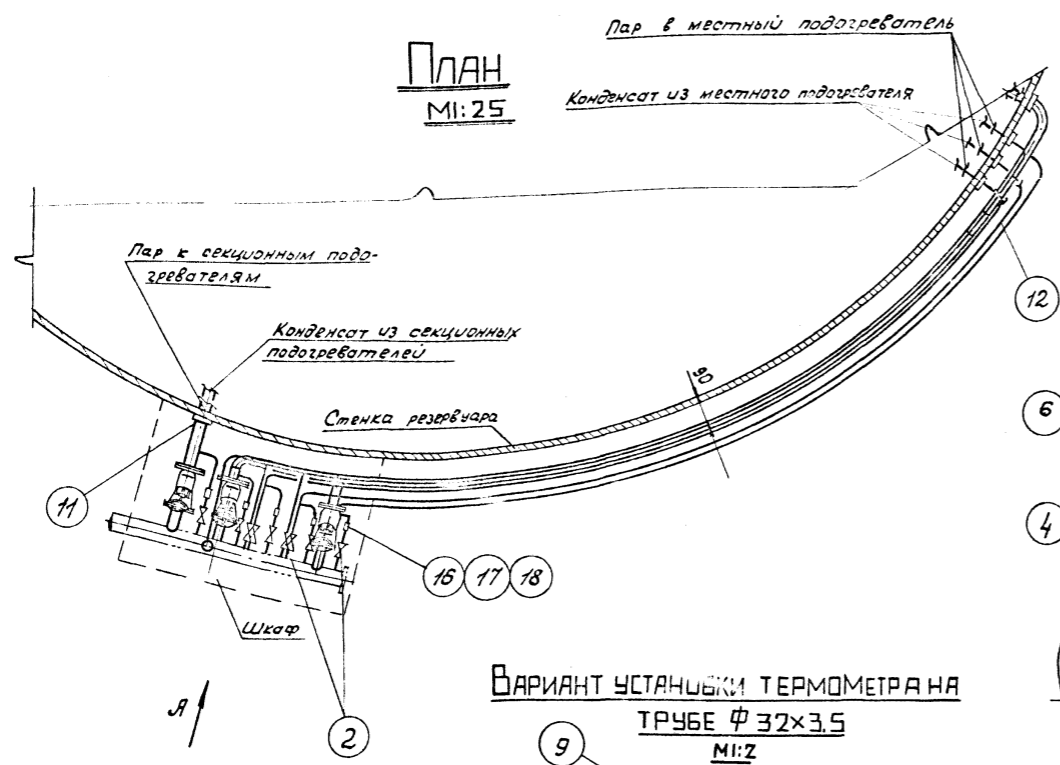 План
М1:25
Пар в местный подогреватель
Конденсат из местного подогревателя
Пар к секционным подо-
гревателям
Конденсат из секционных
подогревателей
Стенка резервуара
90
12
6
11
4
16 17 18
Шкаф
А
2
Вариант установки термометра на
трубе Ф 32×3,5
М1:2
9